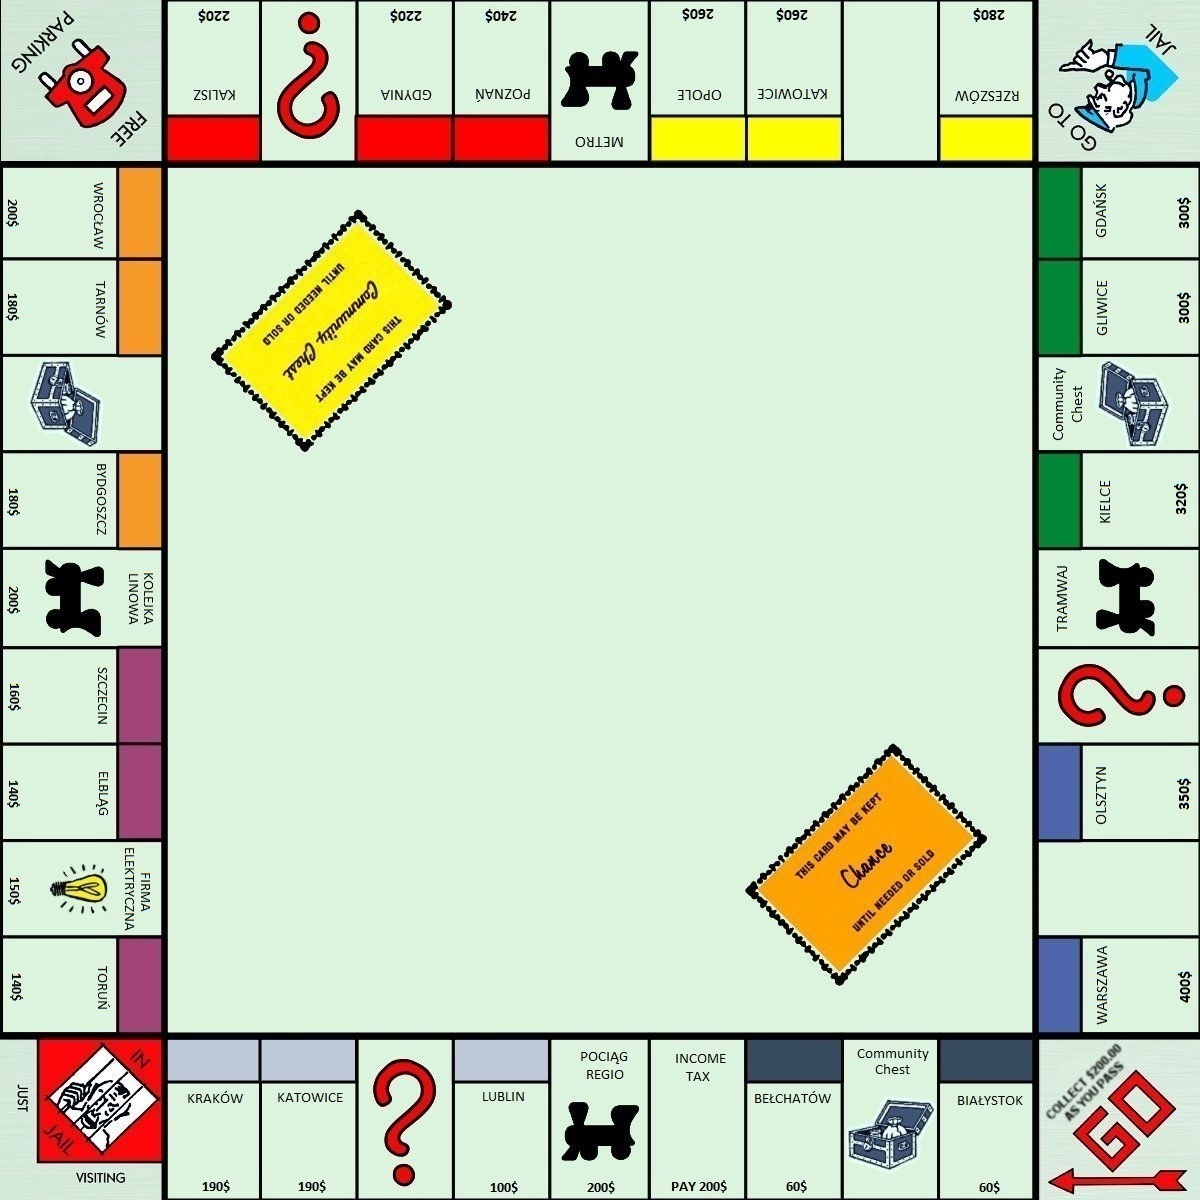 FREE
PARKING
220$
KALISZ
220$
GDYNIA
240$
POZNAŃ
METRO
260$
OPOLE
260$
KATOWICE
280$
RZESZÓW
GO TO
JAIL
WROCŁAW
200$
TARNÓW
180$
BYDGOSZCZ
180$
KOLEJKA
LINOWA
200$
SZCZECIN
160$
ELBLĄG
140$
FIRMA
ELEKTRYCZNA
150$
TORUŃ
140$
THIS CARD MAY BE KEPT
Community Chest
UNTIL NEEDED OR SOLD
THIS CARD MAY BE KEPT
Chance
UNTIL NEEDED OR SOLD
GDAŃSK
300$
GLIWICE
300$
Community
Chest
KIELCE
320$
TRAMWAJ
OLSZTYN
350$
WARSZAWA
400$
JUST
VISITING
IN
JAIL
KRAKÓW
190$
KATOWICE
190$
LUBLIN
100$
POCIĄG
REGIO
200$
INCOME
TAX
PAY 200$
BEŁCHATÓW
60$
Community
Chest
BIAŁYSTOK
60$
COLLECT $200.00
AS YOU PASS
GO